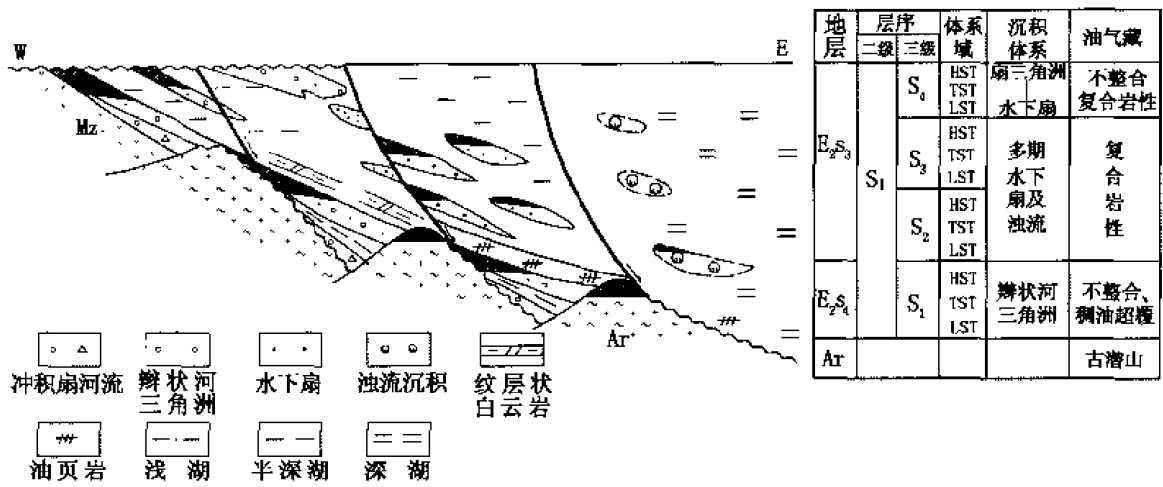 W
E
Mz
Ar
冲积扇河流
辫状河
三角洲
水下扇
浊流沉积
纹层状
白云岩
油页岩
浅湖
半深湖
深湖
地层
层序
二级
三级
体系域
沉积体系
油气藏
E₂S₃
S₁
S₄
HST
TST
LST
扇三角洲
水下扇
不整合
复合岩性
S₃
HST
TST
LST
多期
水下
扇及
浊流
复
合
岩
性
S₂
HST
TST
LST
E₂S₄
S₁
HST
TST
LST
辫状河
三角洲
不整合、
稠油超覆
Ar
古潜山